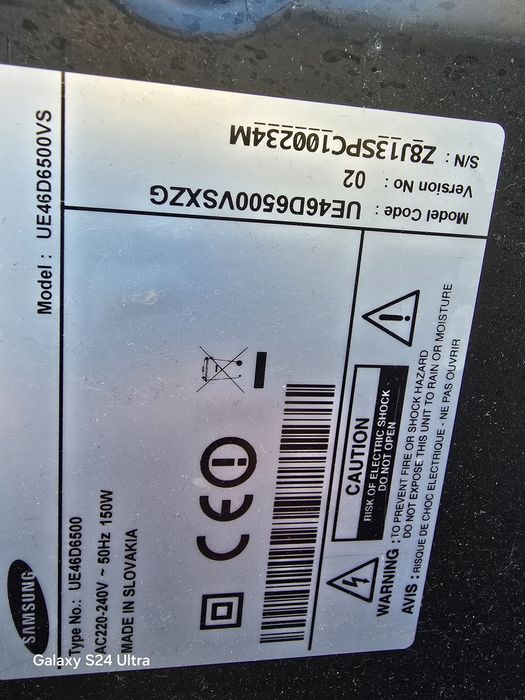 SAMSUNG
Model : UE46D6500VS
Type No.: UE46D6500
AC220-240V ~ 50Hz 150W
MADE IN SLOVAKIA
CE
CAUTION
RISK OF ELECTRIC SHOCK
DO NOT OPEN
WARNING : TO PREVENT FIRE OR SHOCK HAZARD
DO NOT EXPOSE THIS UNIT TO RAIN OR MOISTURE
AVIS : RISQUE DE CHOC ELECTRIQUE - NE PAS OUVRIR
Model Code : UE46D6500VSXZG
Version No : 02
S/N : Z8J13SPC100234M
Galaxy S24 Ultra